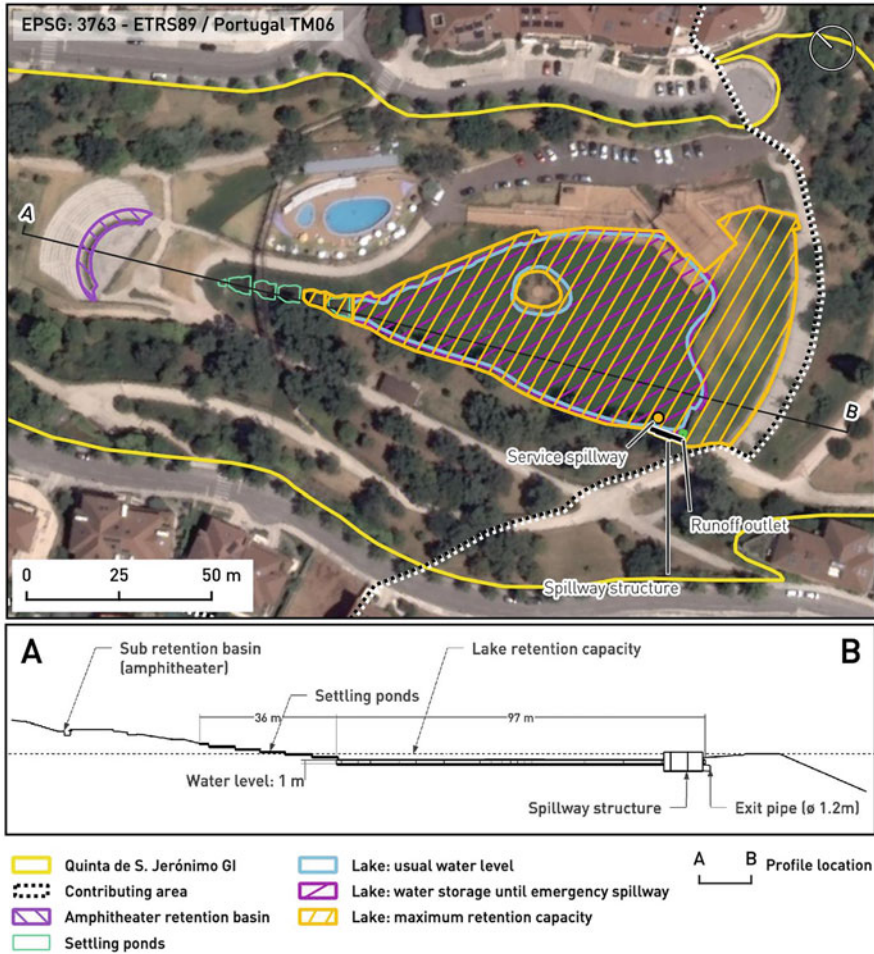 EPSG: 3763 - ETRS89 / Portugal TM06
A
B
Service spillway
Runoff outlet
Spillway structure
0 25 50 m
A
B
Sub retention basin
(amphitheater)
Lake retention capacity
Settling ponds
36 m
97 m
Water level: 1 m
Spillway structure
Exit pipe (ø 1.2m)
Quinta de S. Jerónimo GI
Contributing area
Amphitheater retention basin
Settling ponds
Lake: usual water level
Lake: water storage until emergency spillway
Lake: maximum retention capacity
A B
Profile location